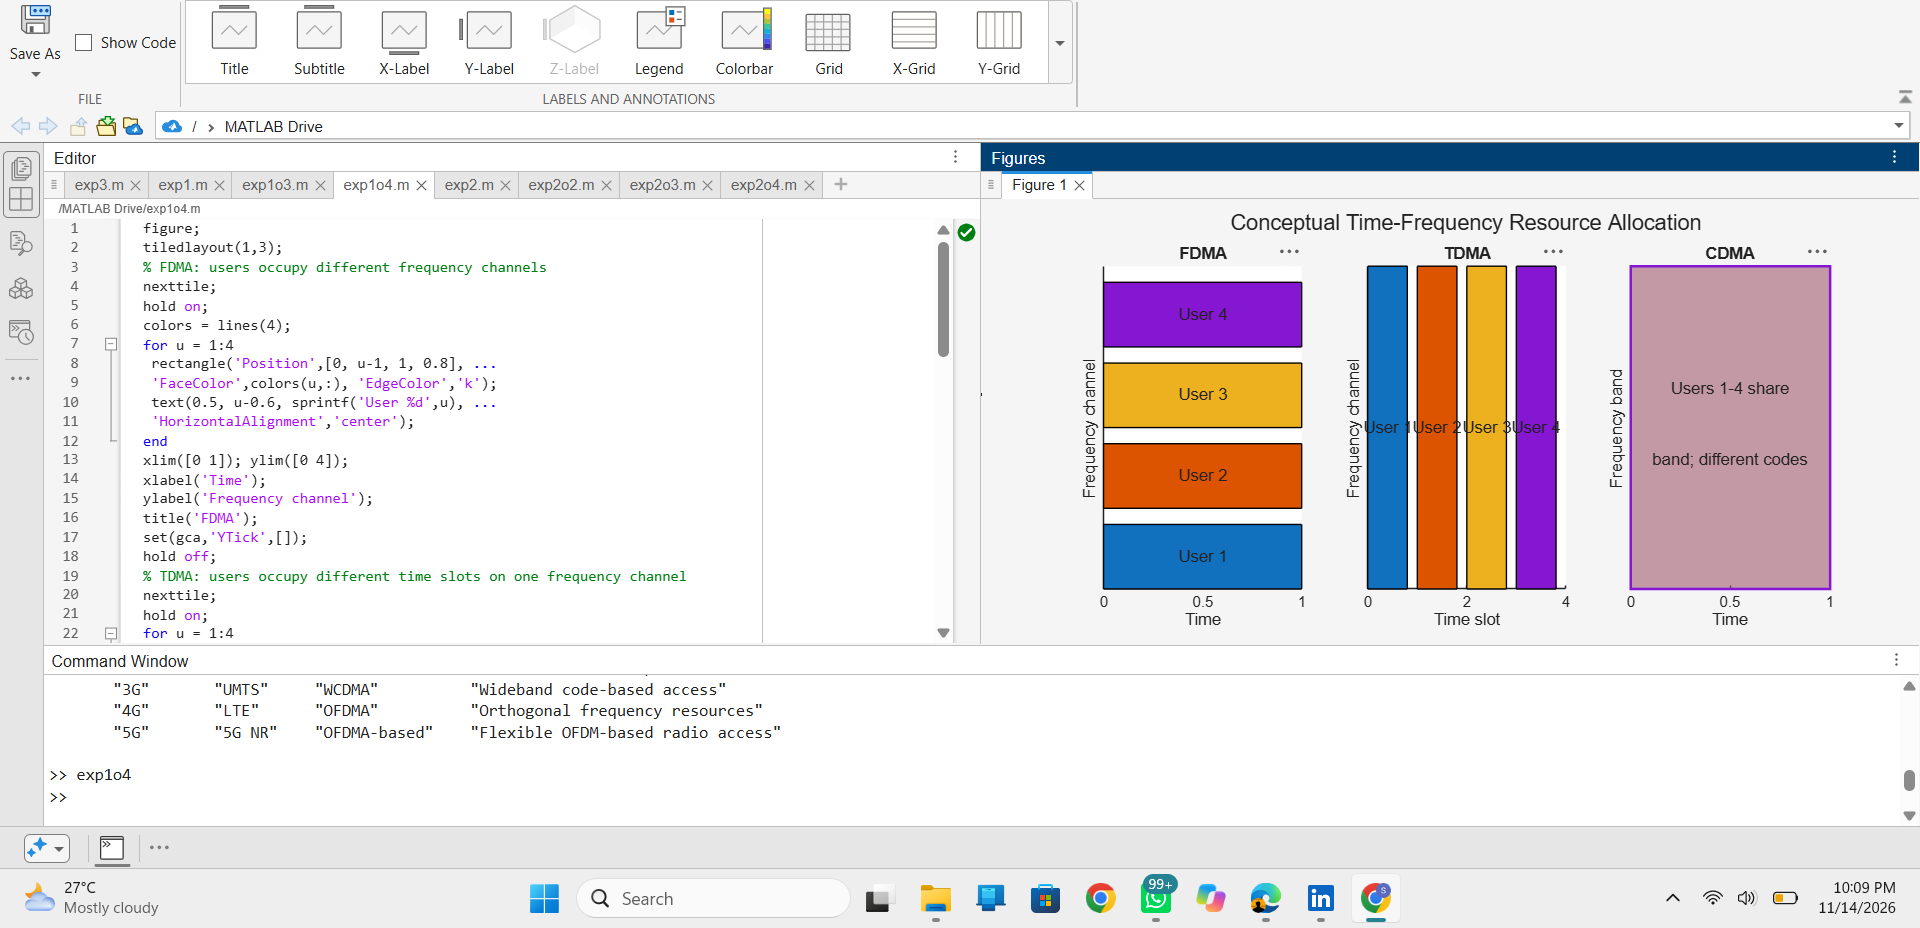 Save As
Show Code
Title
Subtitle
X-Label
Y-Label
Z-Label
Legend
Colorbar
Grid
X-Grid
Y-Grid
FILE
LABELS AND ANNOTATIONS
/ › MATLAB Drive
Editor
exp3.m
exp1.m
exp1o3.m
exp1o4.m
exp2.m
exp2o2.m
exp2o3.m
exp2o4.m
/MATLAB Drive/exp1o4.m
1 figure;
2 tiledlayout(1,3);
3 % FDMA: users occupy different frequency channels
4 nexttile;
5 hold on;
6 colors = lines(4);
7 for u = 1:4
8 rectangle('Position',[0, u-1, 1, 0.8], ...
9 'FaceColor',colors(u,:), 'EdgeColor','k');
10 text(0.5, u-0.6, sprintf('User %d',u), ...
11 'HorizontalAlignment','center');
12 end
13 xlim([0 1]); ylim([0 4]);
14 xlabel('Time');
15 ylabel('Frequency channel');
16 title('FDMA');
17 set(gca,'YTick',[]);
18 hold off;
19 % TDMA: users occupy different time slots on one frequency channel
20 nexttile;
21 hold on;
22 for u = 1:4
Figures
Figure 1
Conceptual Time-Frequency Resource Allocation
FDMA
Frequency channel
User 4
User 3
User 2
User 1
0 0.5 1
Time
TDMA
Frequency channel
User 1
User 2
User 3
User 4
0 2 4
Time slot
CDMA
Frequency band
Users 1-4 share
band; different codes
0 0.5 1
Time
Command Window
"3G" "UMTS" "WCDMA" "Wideband code-based access"
"4G" "LTE" "OFDMA" "Orthogonal frequency resources"
"5G" "5G NR" "OFDMA-based" "Flexible OFDM-based radio access"
>> exp1o4
>>
27°C
Mostly cloudy
Search
99+
in
S
10:09 PM
11/14/2026